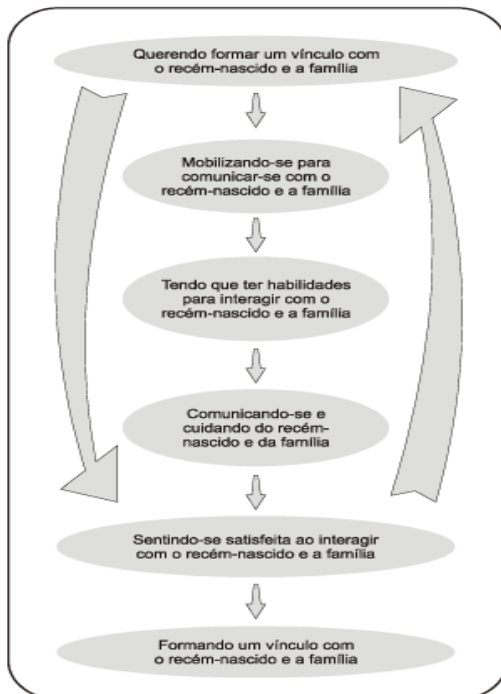 Querendo formar um vínculo com
o recém-nascido e a família
Mobilizando-se para
comunicar-se com o
recém-nascido e a família
Tendo que ter habilidades
para interagir com o
recém-nascido e a família
Comunicando-se e
cuidando do recém-
nascido e da família
Sentindo-se satisfeita ao interagir
com o recém-nascido e a família
Formando um vínculo com
o recém-nascido e a família